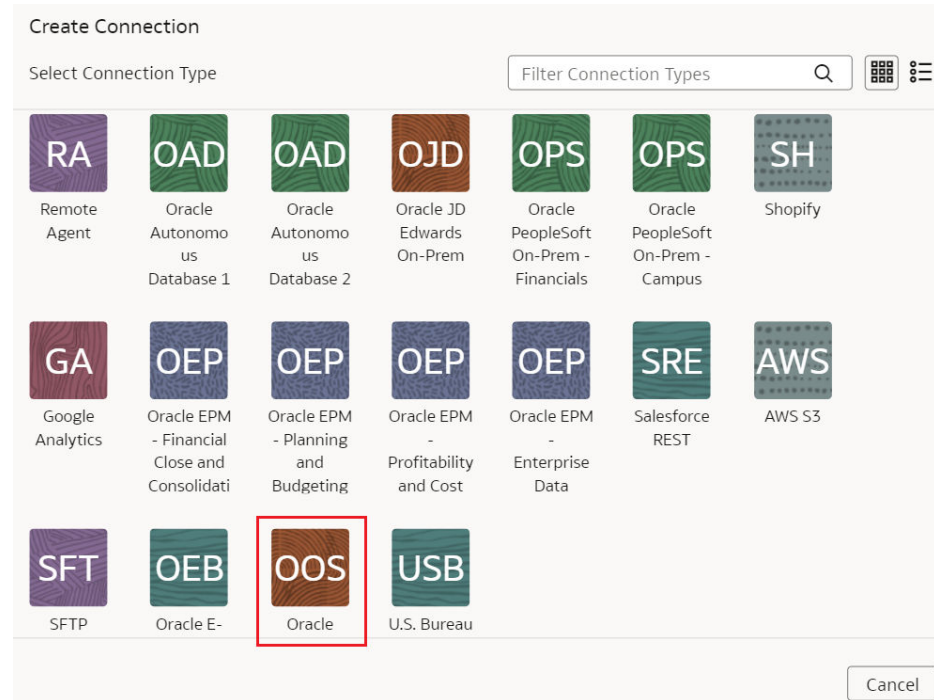 Create Connection
Select Connection Type
Filter Connection Types
RA
OAD
OAD
OJD
OPS
OPS
SH
Remote
Agent
Oracle
Autonomo
us
Database 1
Oracle
Autonomo
us
Database 2
Oracle JD
Edwards
On-Prem
Oracle
PeopleSoft
On-Prem -
Financials
Oracle
PeopleSoft
On-Prem -
Campus
Shopify
GA
OEP
OEP
OEP
OEP
SRE
AWS
Google
Analytics
Oracle EPM
- Financial
Close and
Consolidati
Oracle EPM
- Planning
and
Budgeting
Oracle EPM
-
Profitability
and Cost
Oracle EPM
-
Enterprise
Data
Salesforce
REST
AWS S3
SFT
OEB
OOS
USB
SFTP
Oracle E-
Oracle
U.S. Bureau
Cancel